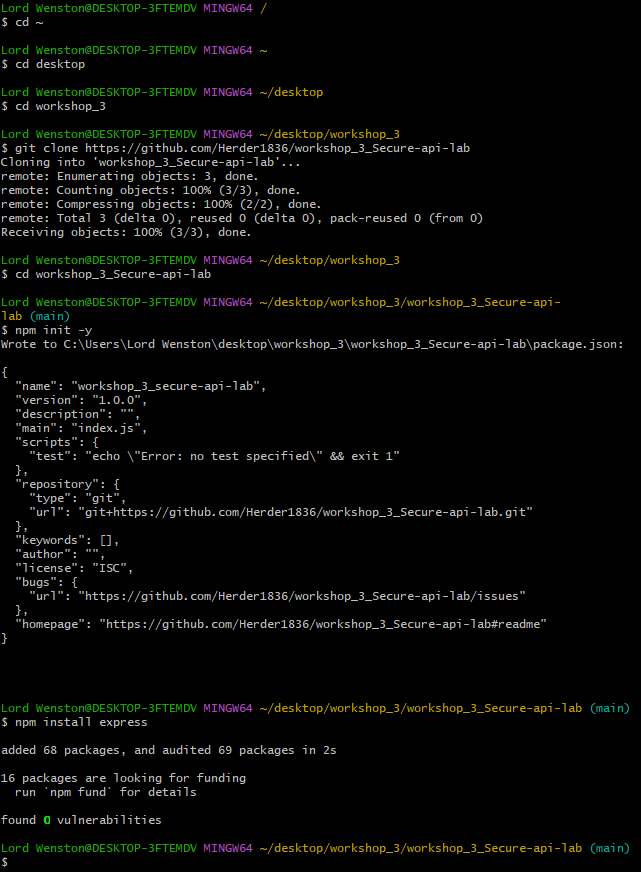 Lord Wenston@DESKTOP-3FTEMDV MINGW64 /
$ cd ~
Lord Wenston@DESKTOP-3FTEMDV MINGW64 ~
$ cd desktop
Lord Wenston@DESKTOP-3FTEMDV MINGW64 ~/desktop
$ cd workshop_3
Lord Wenston@DESKTOP-3FTEMDV MINGW64 ~/desktop/workshop_3
$ git clone https://github.com/Herder1836/workshop_3_Secure-api-lab
Cloning into 'workshop_3_Secure-api-lab'...
remote: Enumerating objects: 3, done.
remote: Counting objects: 100% (3/3), done.
remote: Compressing objects: 100% (2/2), done.
remote: Total 3 (delta 0), reused 0 (delta 0), pack-reused 0 (from 0)
Receiving objects: 100% (3/3), done.
Lord Wenston@DESKTOP-3FTEMDV MINGW64 ~/desktop/workshop_3
$ cd workshop_3_Secure-api-lab
Lord Wenston@DESKTOP-3FTEMDV MINGW64 ~/desktop/workshop_3/workshop_3_Secure-api-
lab (main)
$ npm init -y
Wrote to C:\Users\Lord Wenston\desktop\workshop_3\workshop_3_Secure-api-lab\package.json:
{
  "name": "workshop_3_secure-api-lab",
  "version": "1.0.0",
  "description": "",
  "main": "index.js",
  "scripts": {
    "test": "echo \"Error: no test specified\" && exit 1"
  },
  "repository": {
    "type": "git",
    "url": "git+https://github.com/Herder1836/workshop_3_Secure-api-lab.git"
  },
  "keywords": [],
  "author": "",
  "license": "ISC",
  "bugs": {
    "url": "https://github.com/Herder1836/workshop_3_Secure-api-lab/issues"
  },
  "homepage": "https://github.com/Herder1836/workshop_3_Secure-api-lab#readme"
}
Lord Wenston@DESKTOP-3FTEMDV MINGW64 ~/desktop/workshop_3/workshop_3_Secure-api-lab (main)
$ npm install express
added 68 packages, and audited 69 packages in 2s
16 packages are looking for funding
  run `npm fund` for details
found 0 vulnerabilities
Lord Wenston@DESKTOP-3FTEMDV MINGW64 ~/desktop/workshop_3/workshop_3_Secure-api-lab (main)
$